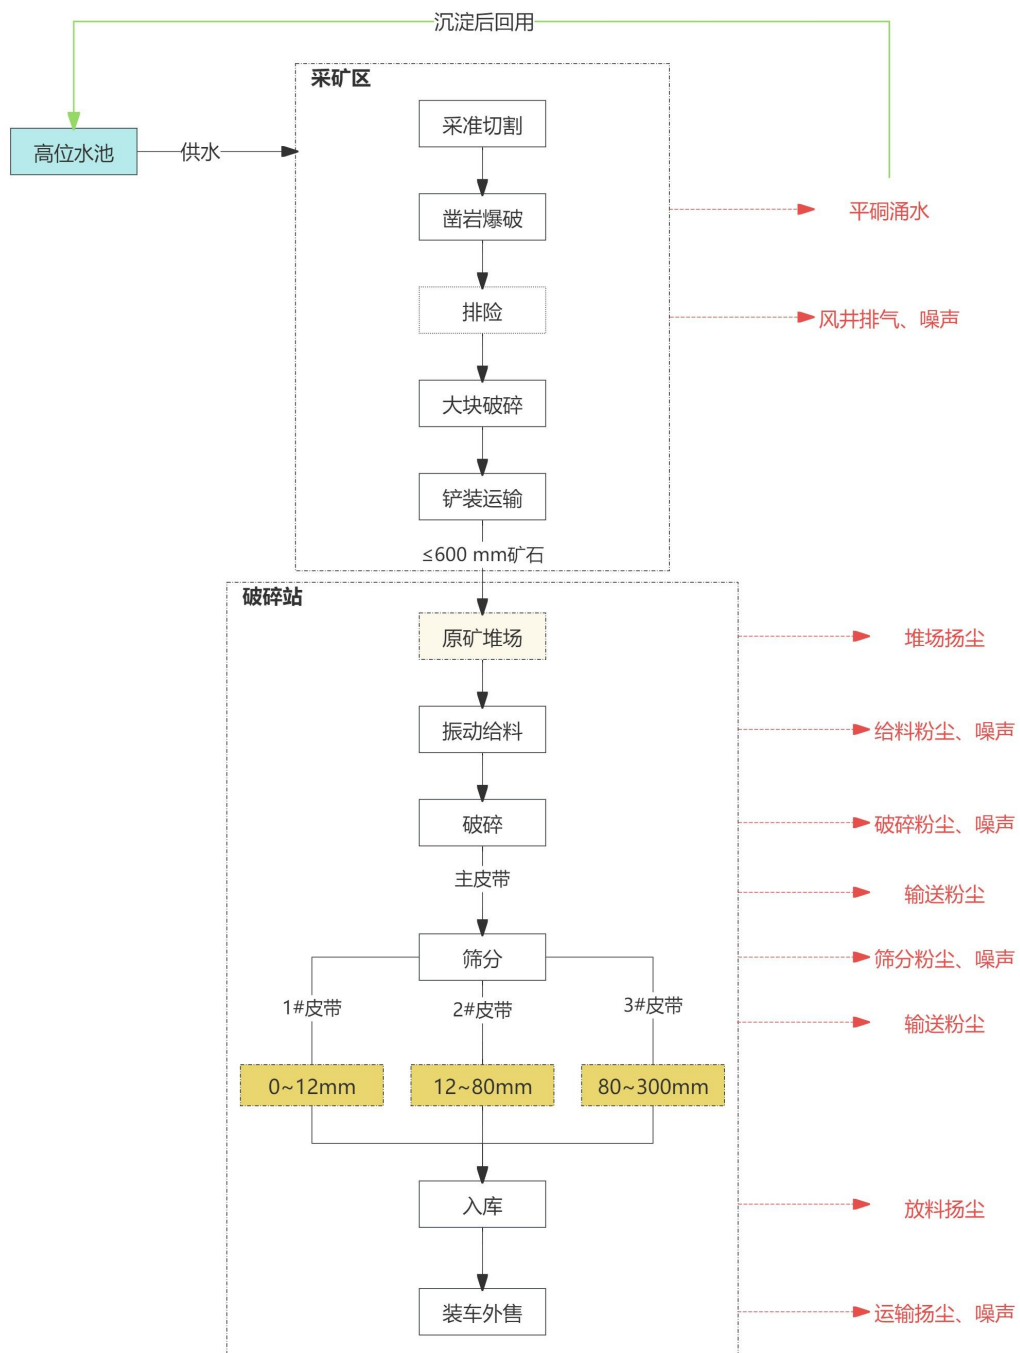 沉淀后回用
采矿区
采准切割
高位水池
供水
凿岩爆破
平硐涌水
排险
风井排气、噪声
大块破碎
铲装运输
≤600 mm矿石
破碎站
原矿堆场
堆场扬尘
振动给料
给料粉尘、噪声
破碎
破碎粉尘、噪声
主皮带
输送粉尘
筛分
筛分粉尘、噪声
1#皮带
2#皮带
3#皮带
输送粉尘
0~12mm
12~80mm
80~300mm
入库
放料扬尘
装车外售
运输扬尘、噪声